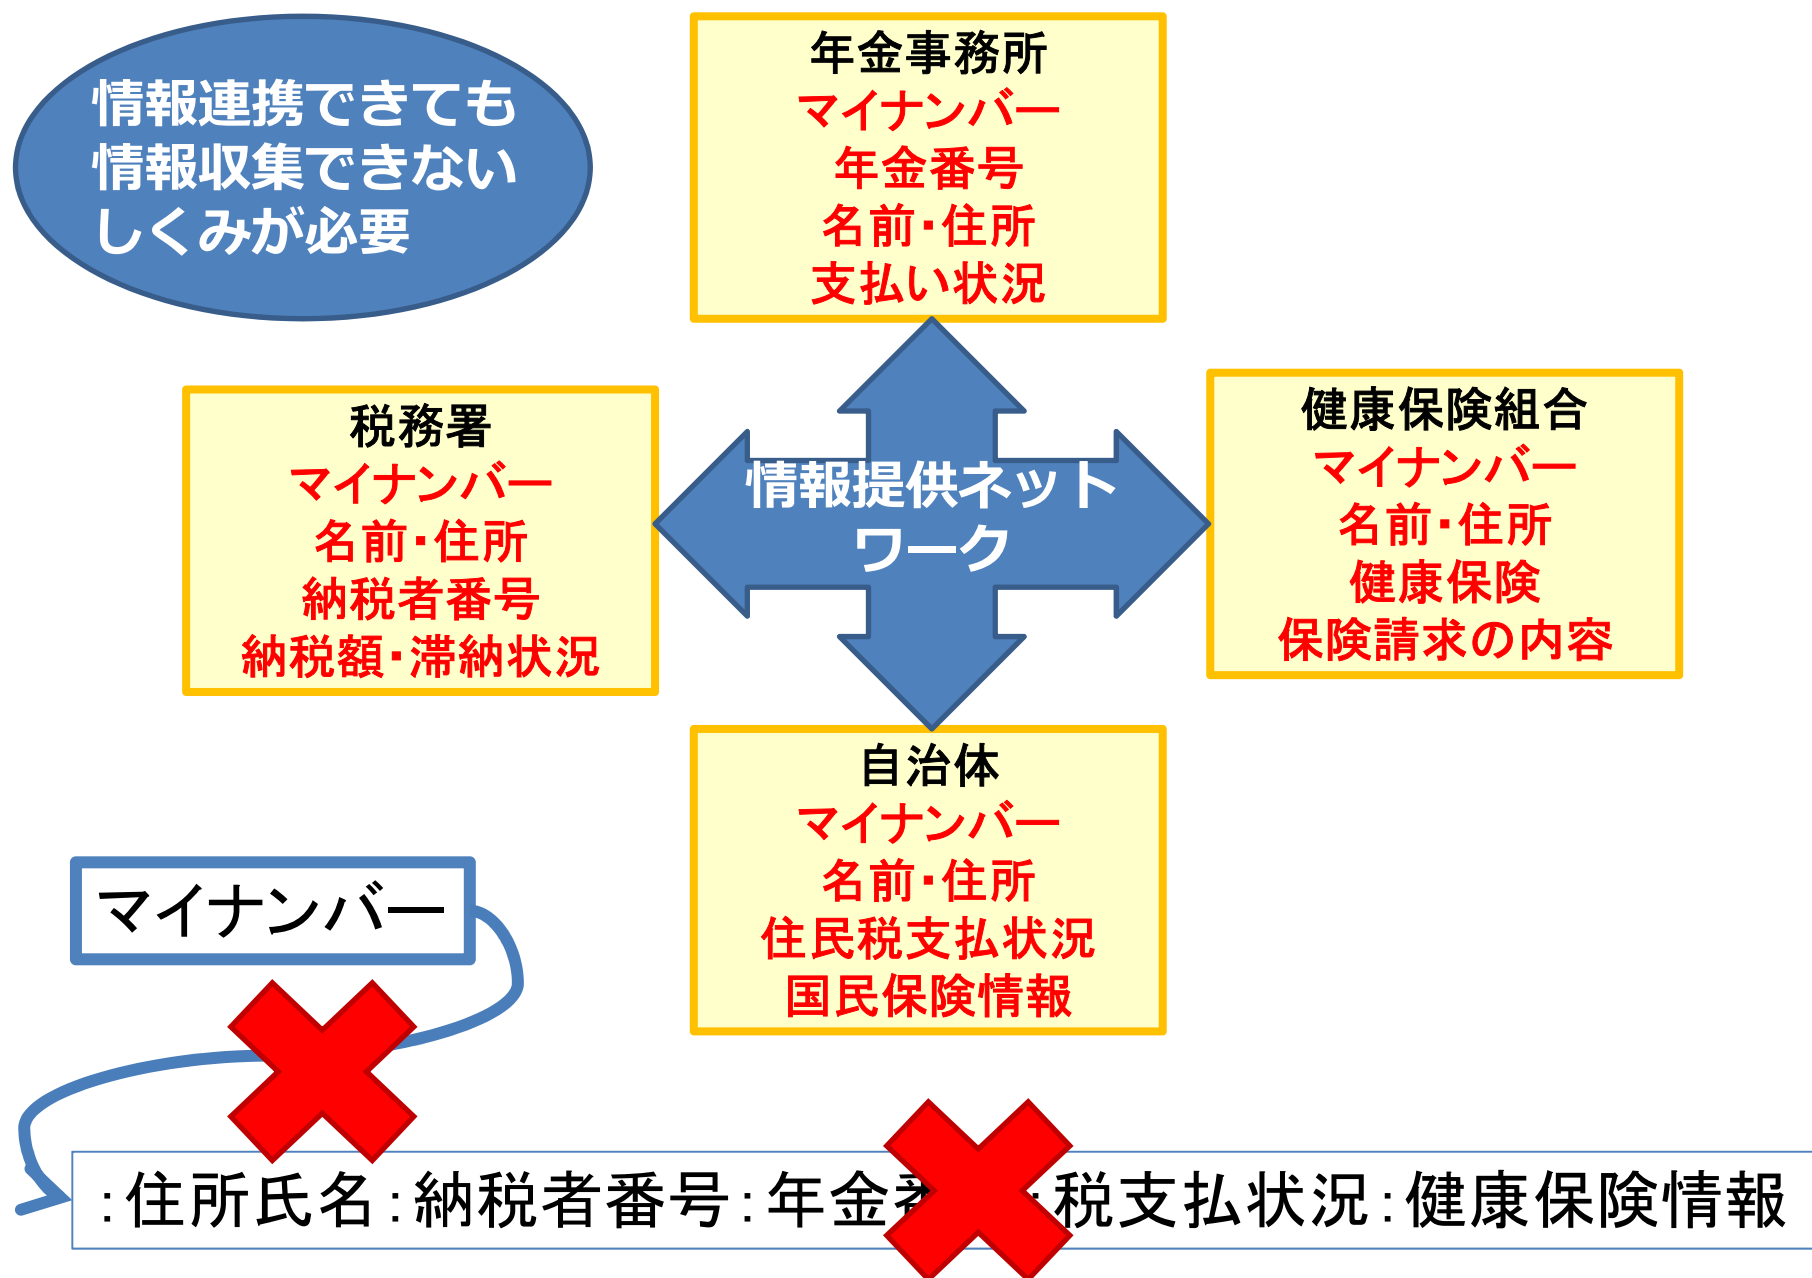 情報連携できても
情報収集できない
しくみが必要
年金事務所
マイナンバー
年金番号
名前・住所
支払い状況
税務署
マイナンバー
名前・住所
納税者番号
納税額・滞納状況
情報提供ネット
ワーク
健康保険組合
マイナンバー
名前・住所
健康保険
保険請求の内容
自治体
マイナンバー
名前・住所
住民税支払状況
国民保険情報
マイナンバー
:住所氏名:納税者番号:年金番:税支払状況:健康保険情報